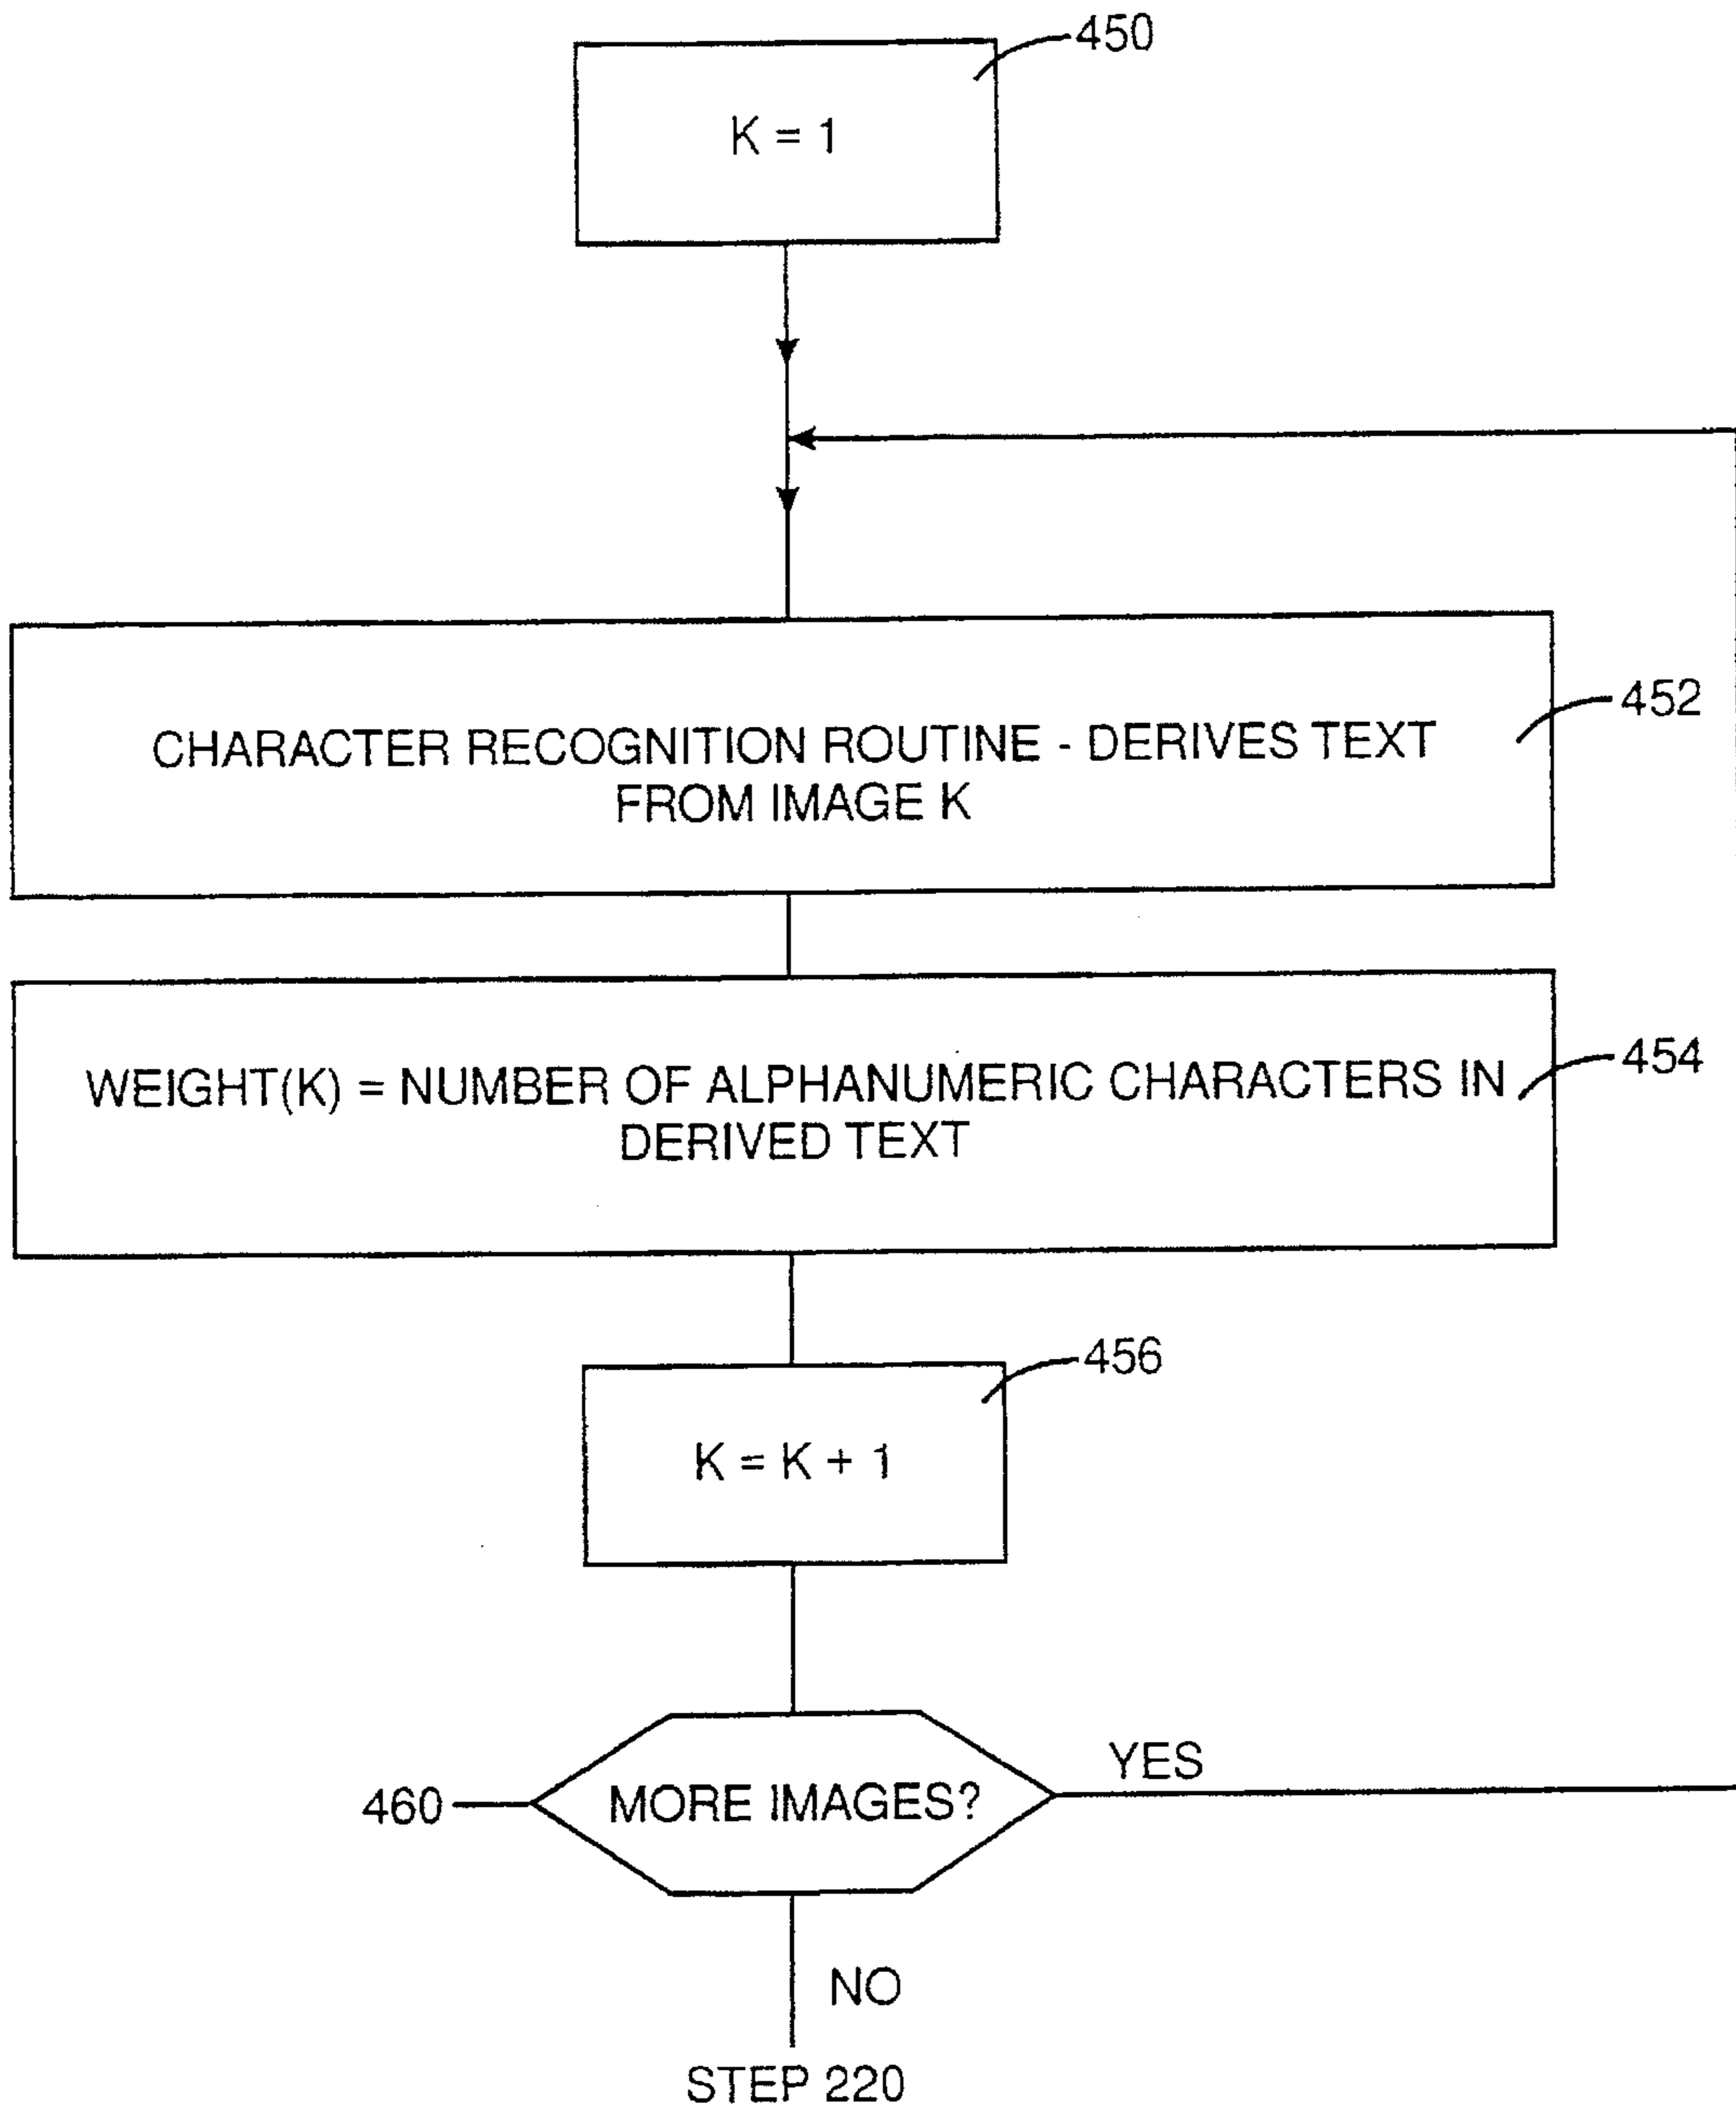 450
K = 1
452
CHARACTER RECOGNITION ROUTINE - DERIVES TEXT
FROM IMAGE K
454
WEIGHT(K) = NUMBER OF ALPHANUMERIC CHARACTERS IN
DERIVED TEXT
456
K = K + 1
460
MORE IMAGES?
YES
NO
STEP 220